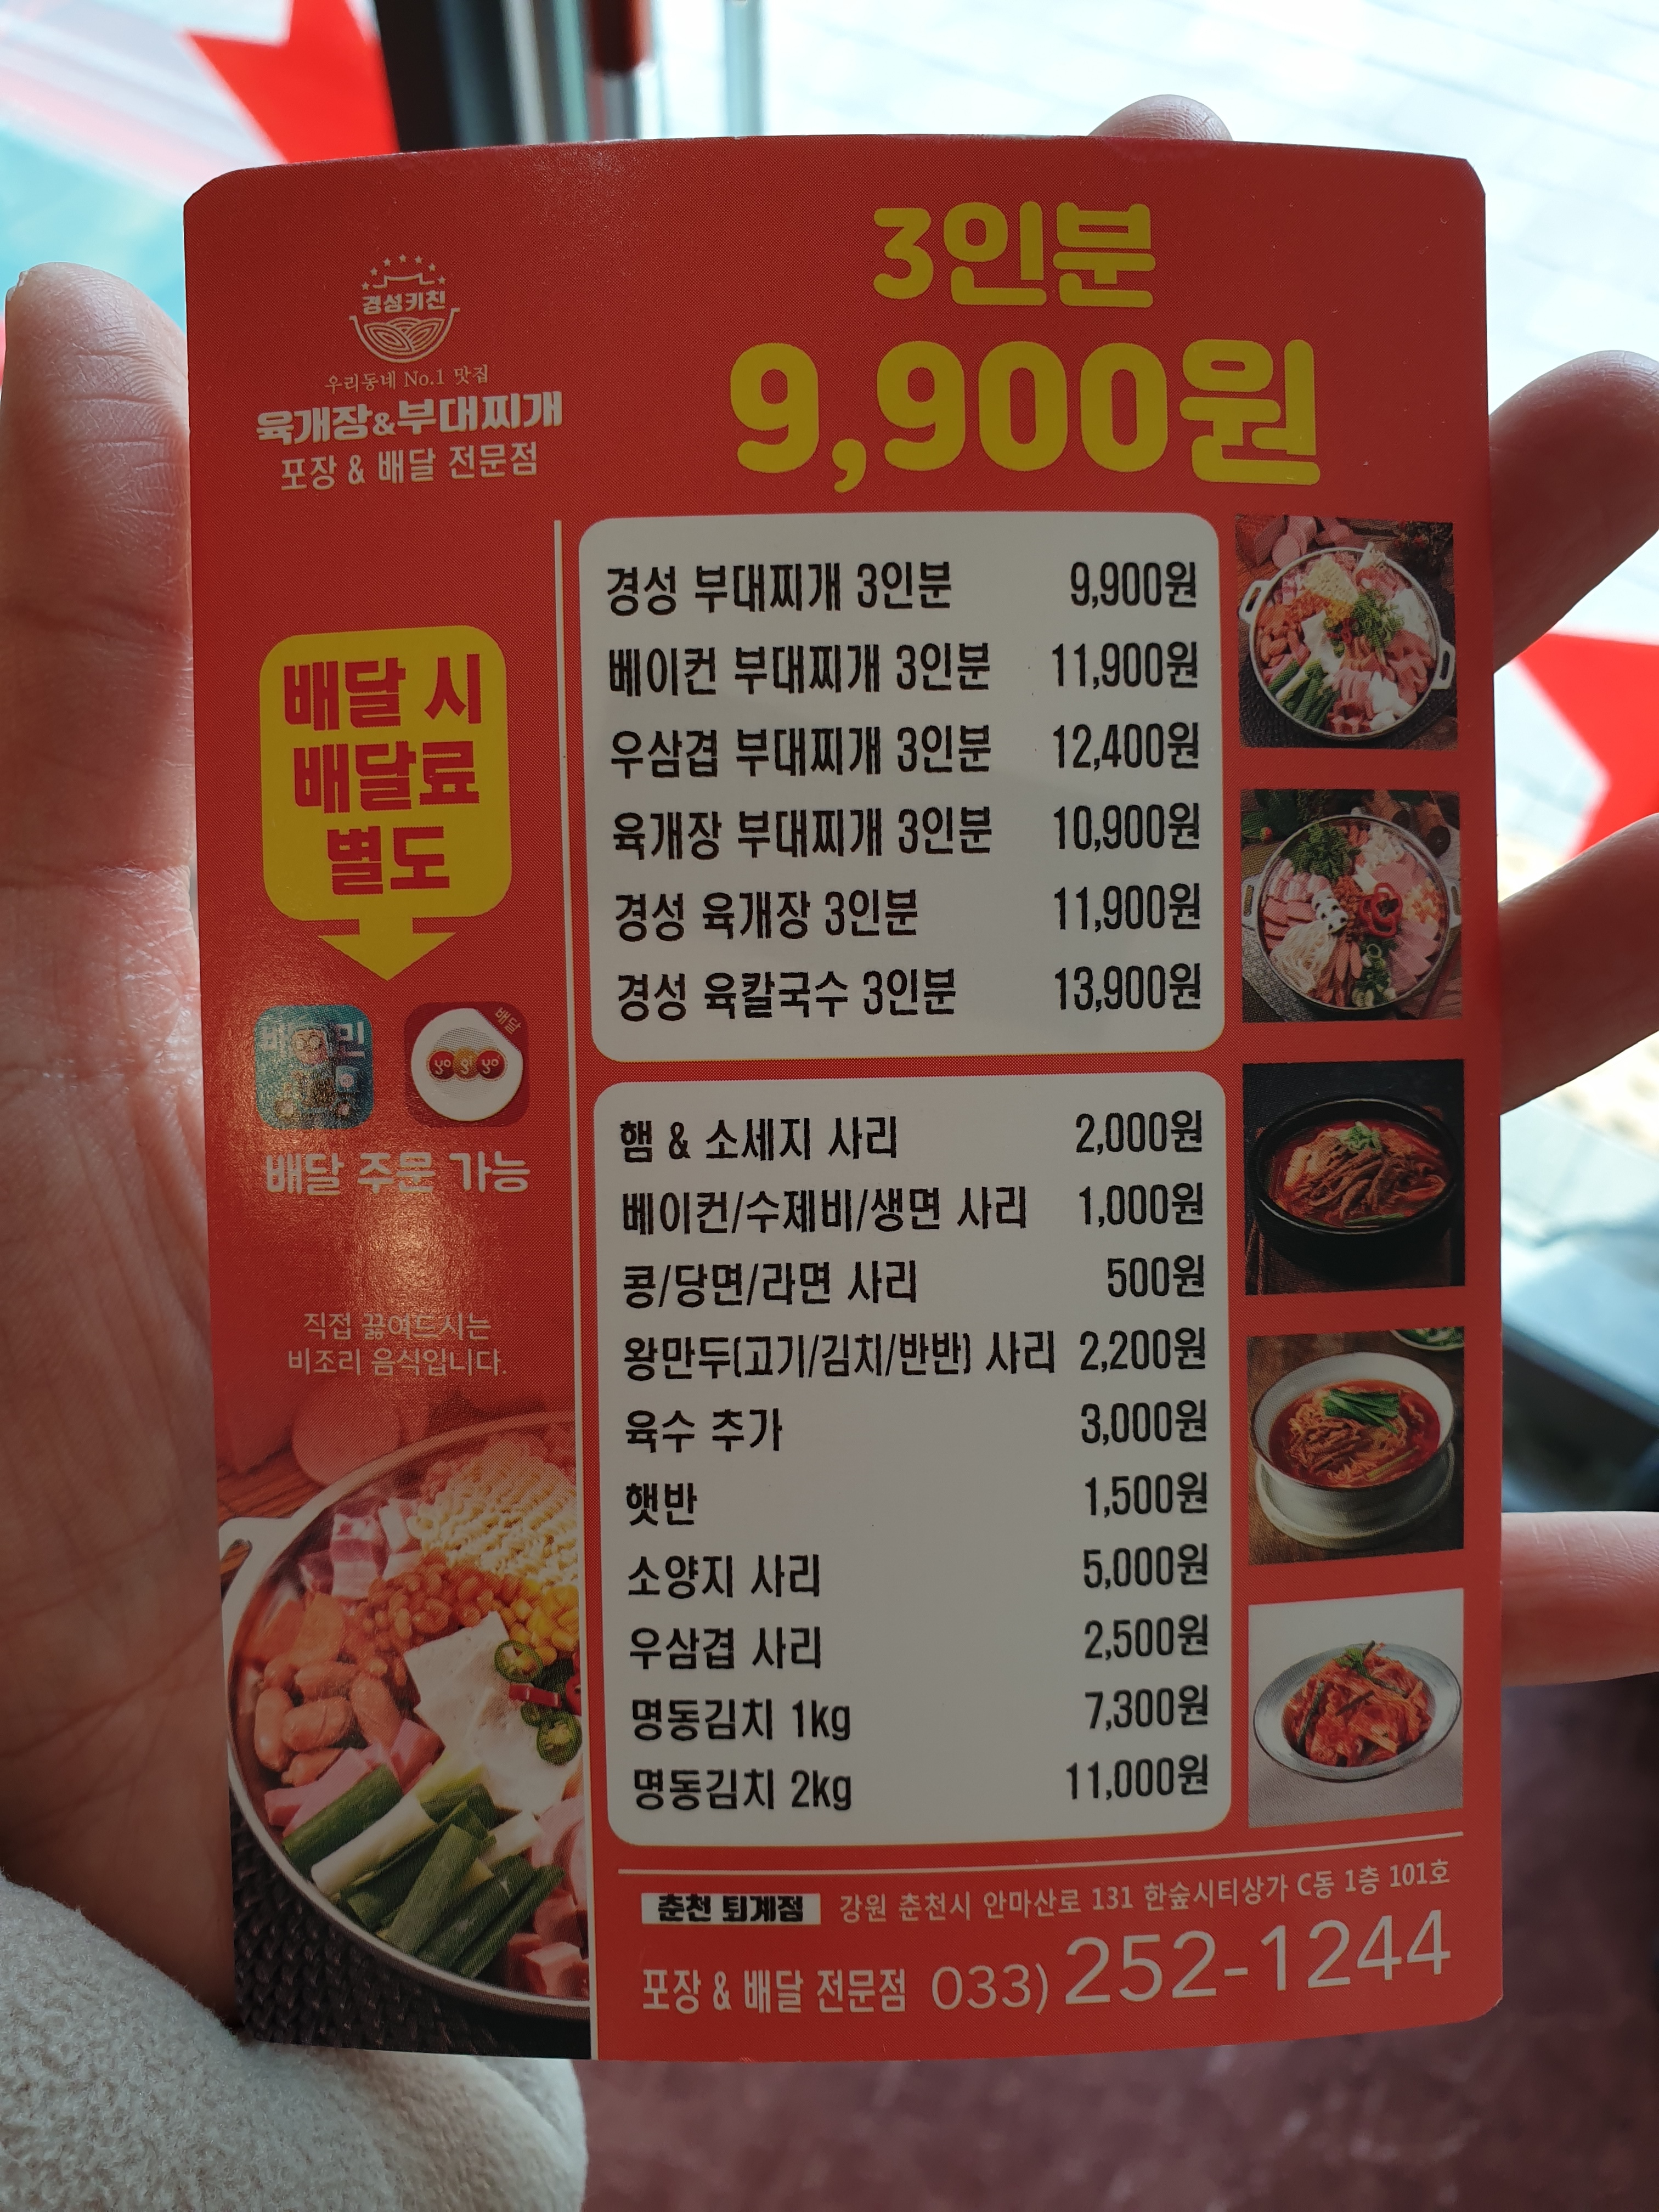 경성키친
우리동네 No.1 맛집
육개장&부대찌개
포장 & 배달 전문점
3인분
9,900원
배달 시
배달료
별도
배달
yo gi yo
배달 주문 가능
직접 끓여드시는
비조리 음식입니다.
경성 부대찌개 3인분 9,900원
베이컨 부대찌개 3인분 11,900원
우삼겹 부대찌개 3인분 12,400원
육개장 부대찌개 3인분 10,900원
경성 육개장 3인분 11,900원
경성 육칼국수 3인분 13,900원
햄 & 소세지 사리 2,000원
베이컨/수제비/생면 사리 1,000원
콩/당면/라면 사리 500원
왕만두(고기/김치/반반) 사리 2,200원
육수 추가 3,000원
햇반 1,500원
소양지 사리 5,000원
우삼겹 사리 2,500원
명동김치 1kg 7,300원
명동김치 2kg 11,000원
춘천 퇴계점 강원 춘천시 안마산로 131 한숲시티상가 C동 1층 101호
포장 & 배달 전문점 033) 252-1244